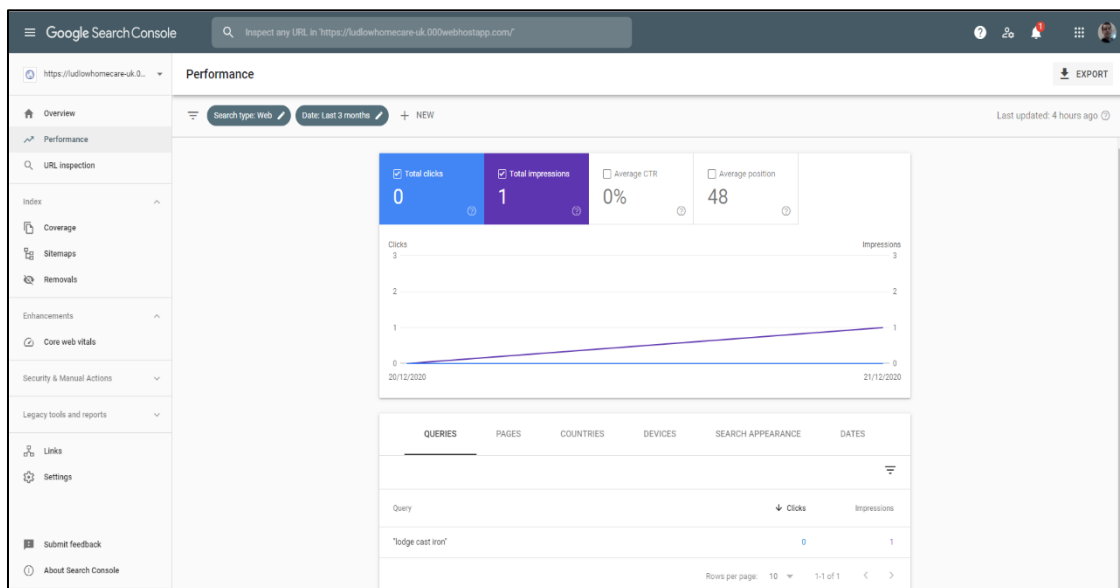 Google Search Console
Inspect any URL in 'https://ludlowhomecare-uk.000webhostapp.com/'
1
https://ludlowhomecare-uk.0...
Performance
EXPORT
Overview
Performance
URL inspection
Index
Coverage
Sitemaps
Removals
Enhancements
Core web vitals
Security & Manual Actions
Legacy tools and reports
Links
Settings
Submit feedback
About Search Console
Search type: Web
Date: Last 3 months
+ NEW
Last updated: 4 hours ago
Total clicks
0
Total impressions
1
Average CTR
0%
Average position
48
Clicks
Impressions
3
3
2
2
1
1
0
0
20/12/2020
21/12/2020
QUERIES
PAGES
COUNTRIES
DEVICES
SEARCH APPEARANCE
DATES
Query
Clicks
Impressions
"lodge cast iron"
0
1
Rows per page:
10
1-1 of 1